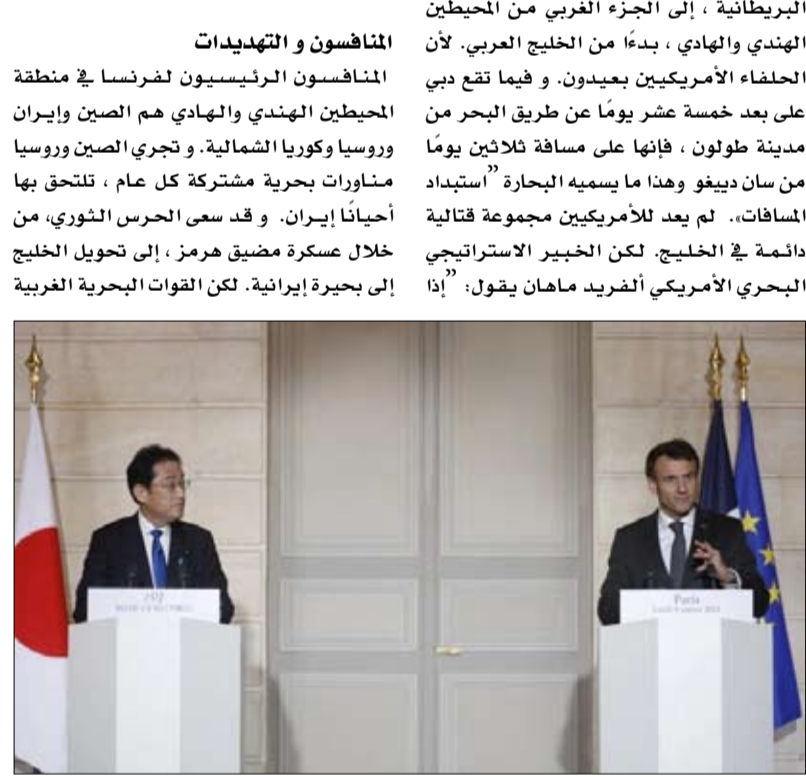 البريطانية ، إلى الجزء الغربي من المحيطين
الهندي والهادي ، بدءًا من الخليج العربي. لأن
الحلفاء الأمريكيين بعيدون. و فيما تقع دبي
على بعد خمسة عشر يومًا عن طريق البحر من
مدينة طولون ، فإنها على مسافة ثلاثين يومًا
من سان دييغو وهذا ما يسميه البحارة ”استبداد
المسافات». لم يعد للأمريكيين مجموعة قتالية
دائمة في الخليج. لكن الخبير الاستراتيجي
البحري الأمريكي ألفريد ماهان يقول: ”إذا
المنافسون و التهديدات
المنافسون الرئيسيون لفرنسا في منطقة
المحيطين الهندي والهادي هم الصين وإيران
وروسيا وكوريا الشمالية. و تجري الصين وروسيا
مناورات بحرية مشتركة كل عام ، تلتحق بها
أحيانًا إيران. و قد سعى الحرس الثوري، من
خلال عسكرة مضيق هرمز ، إلى تحويل الخليج
إلى بحيرة إيرانية. لكن القوات البحرية الغربية
Paris